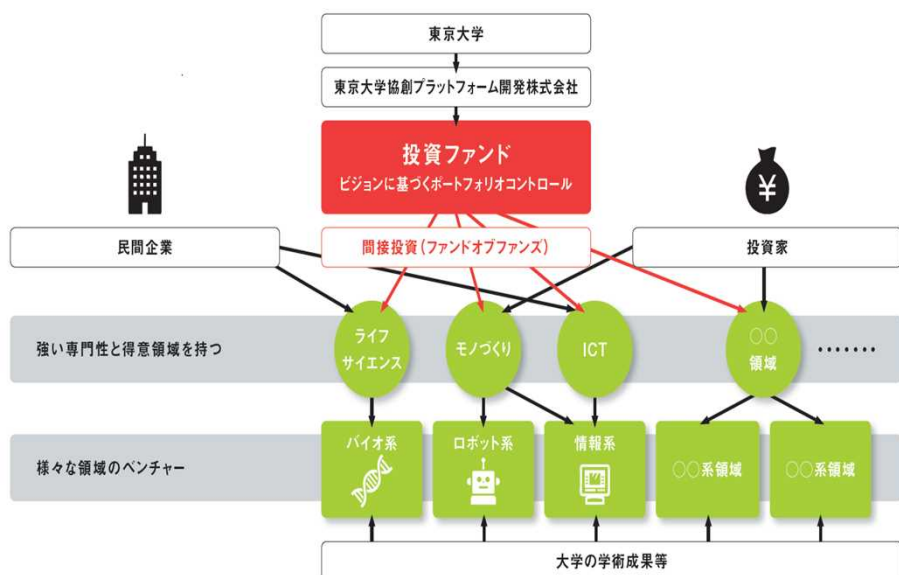 東京大学
東京大学協創プラットフォーム開発株式会社
投資ファンド
ビジョンに基づくポートフォリオコントロール
¥
民間企業
間接投資(ファンドオブファンズ)
投資家
強い専門性と得意領域を持つ
ライフ
サイエンス
モノづくり
ICT
○○
領域
‥‥‥‥
様々な領域のベンチャー
バイオ系
ロボット系
情報系
○○系領域
○○系領域
大学の学術成果等